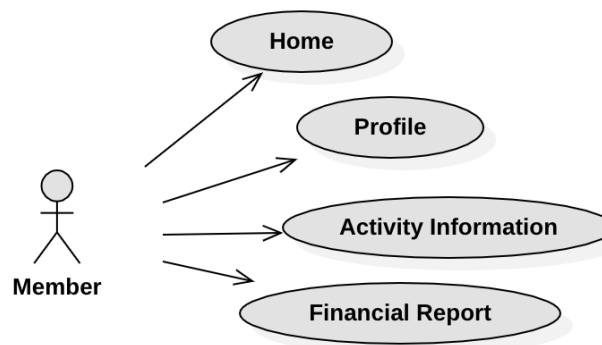 Home
Profile
Activity Information
Member
Financial Report